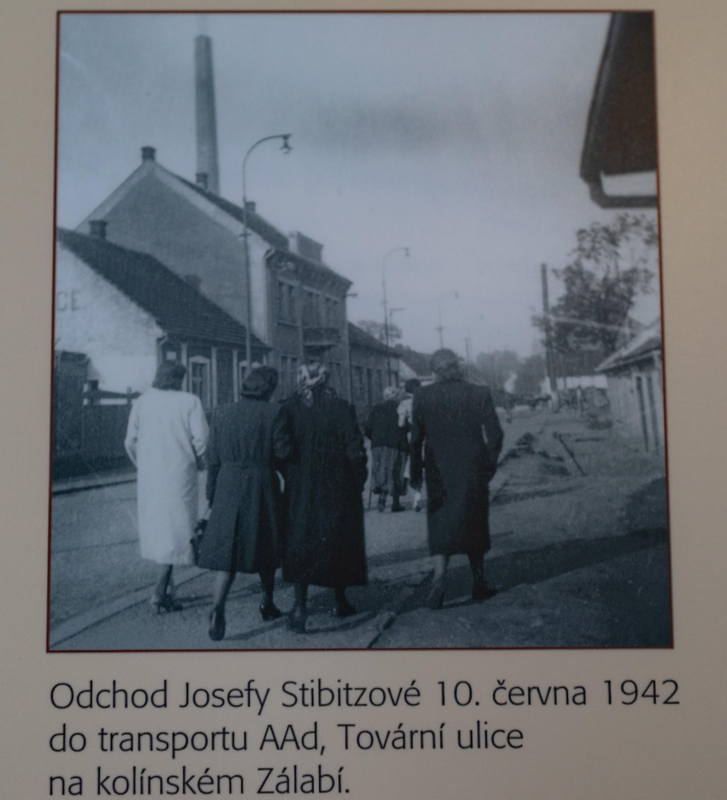 Odchod Josefy Stibitzové 10. června 1942
do transportu AAd, Tovární ulice
na kolínském Zálabí.